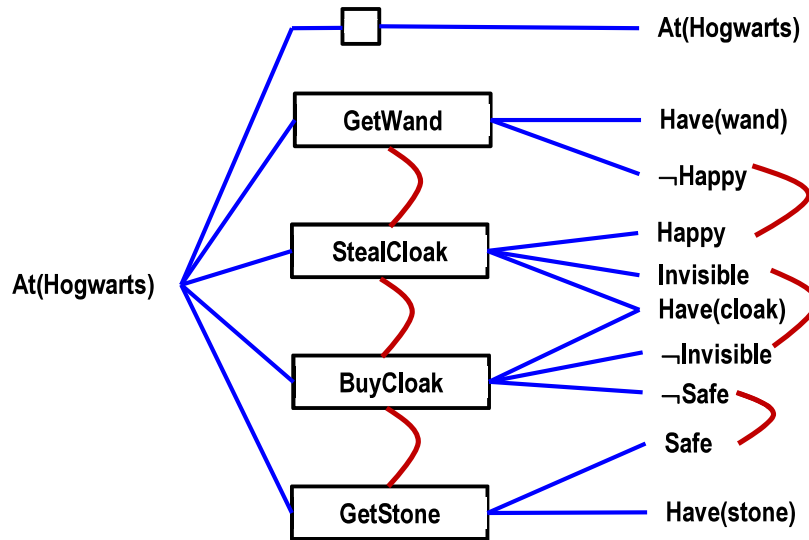 At(Hogwarts)
GetWand
Have(wand)
¬Happy
StealCloak
Happy
Invisible
At(Hogwarts)
Have(cloak)
¬Invisible
BuyCloak
¬Safe
Safe
GetStone
Have(stone)